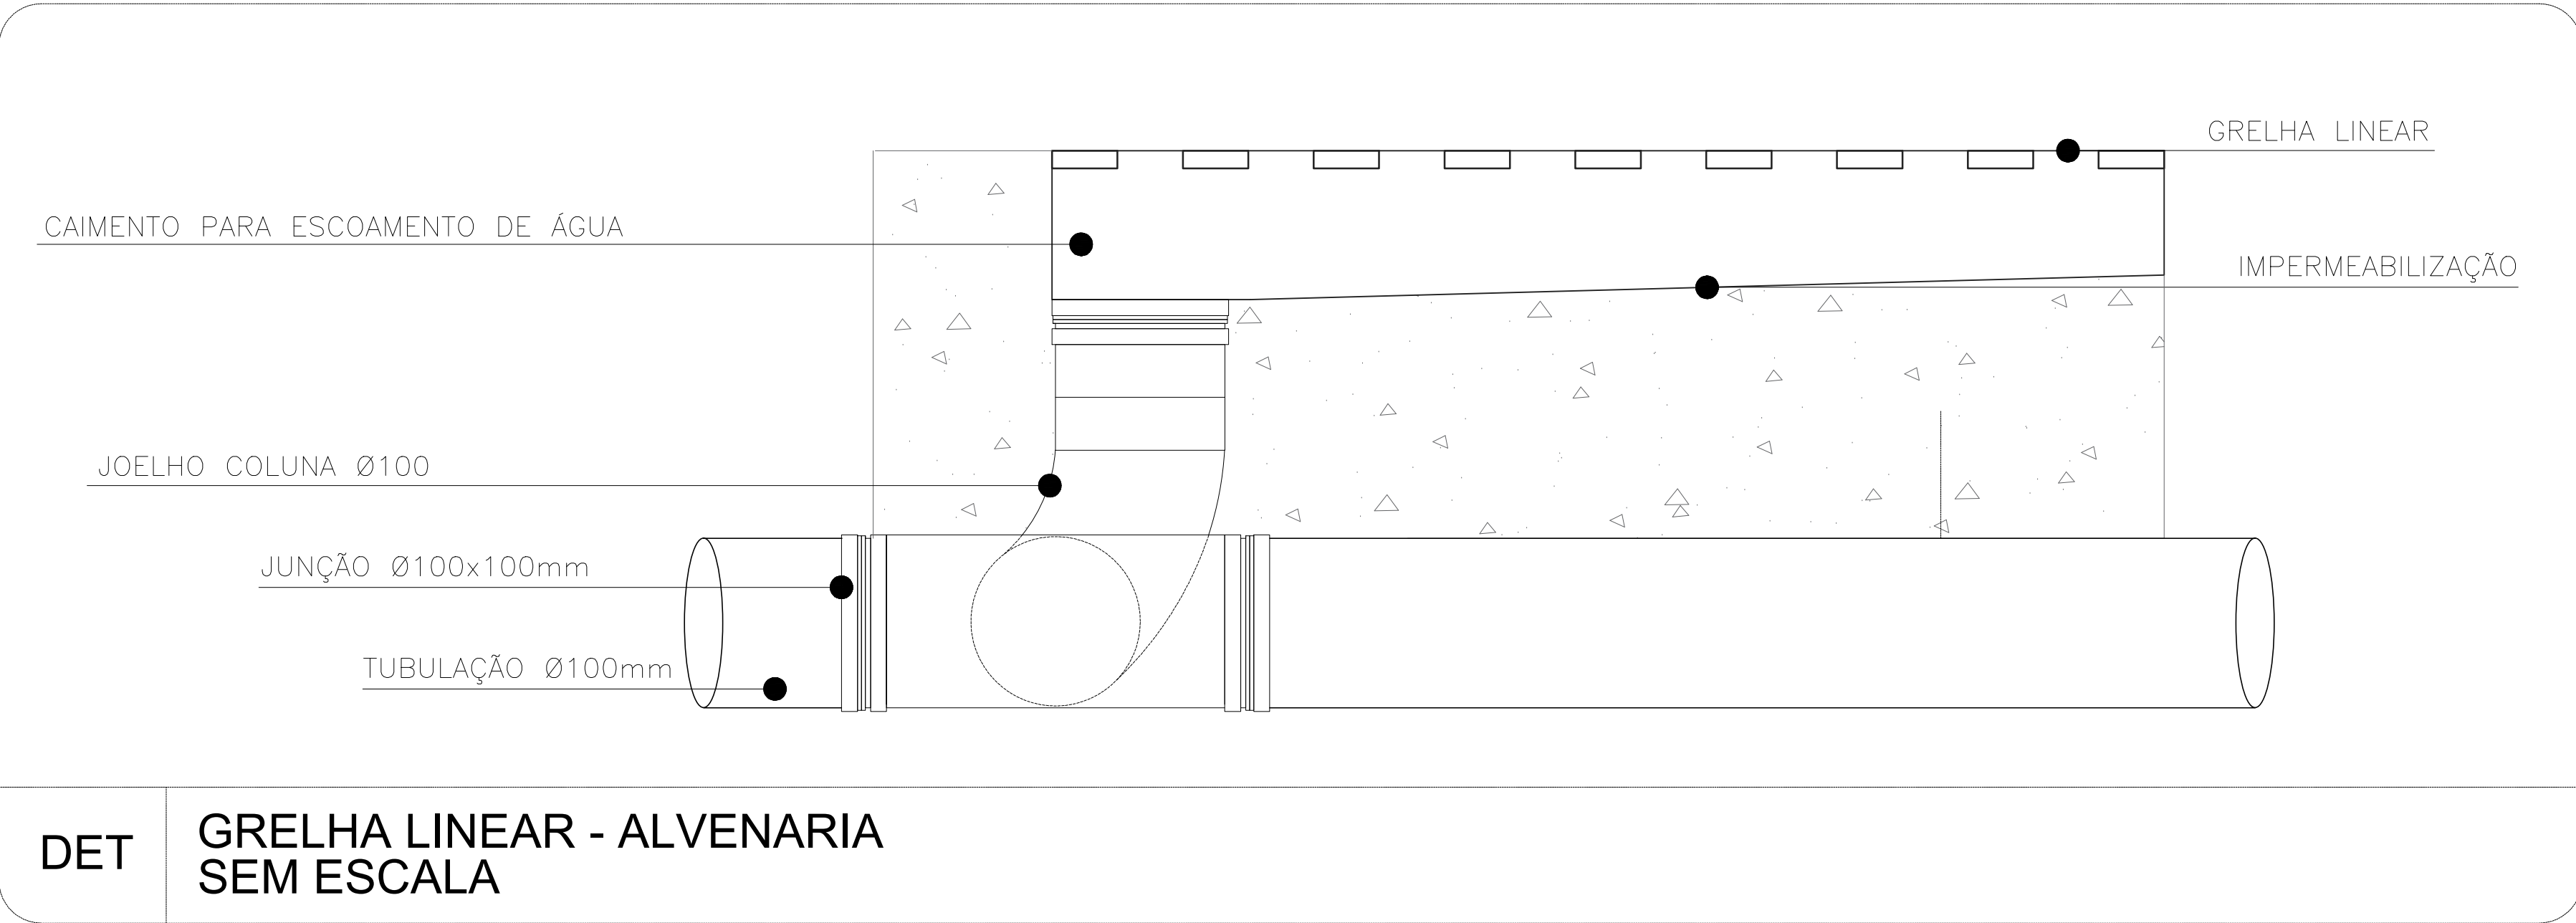 GRELHA LINEAR
CAIMENTO PARA ESCOAMENTO DE ÁGUA
IMPERMEABILIZAÇÃO
JOELHO COLUNA Ø100
JUNÇÃO Ø100x100mm
TUBULAÇÃO Ø100mm
DET
GRELHA LINEAR - ALVENARIA
SEM ESCALA